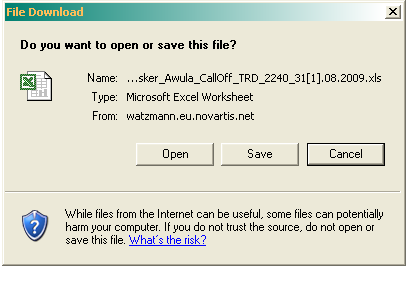 File Download
Do you want to open or save this file?
Name: ...sker_Awula_CallOff_TRD_2240_31[1].08.2009.xls
Type: Microsoft Excel Worksheet
From: watzmann.eu.novartis.net
Open Save Cancel
While files from the Internet can be useful, some files can potentially
harm your computer. If you do not trust the source, do not open or
save this file. What's the risk?